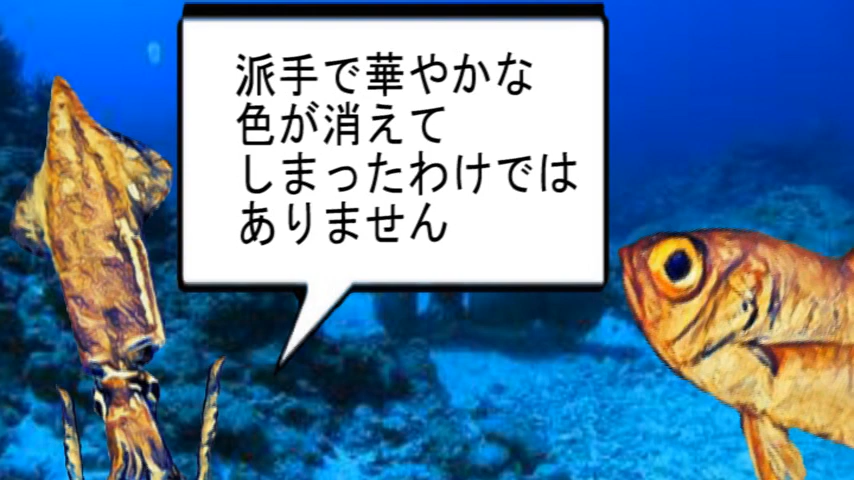 派手で華やかな
色が消えて
しまったわけでは
ありません